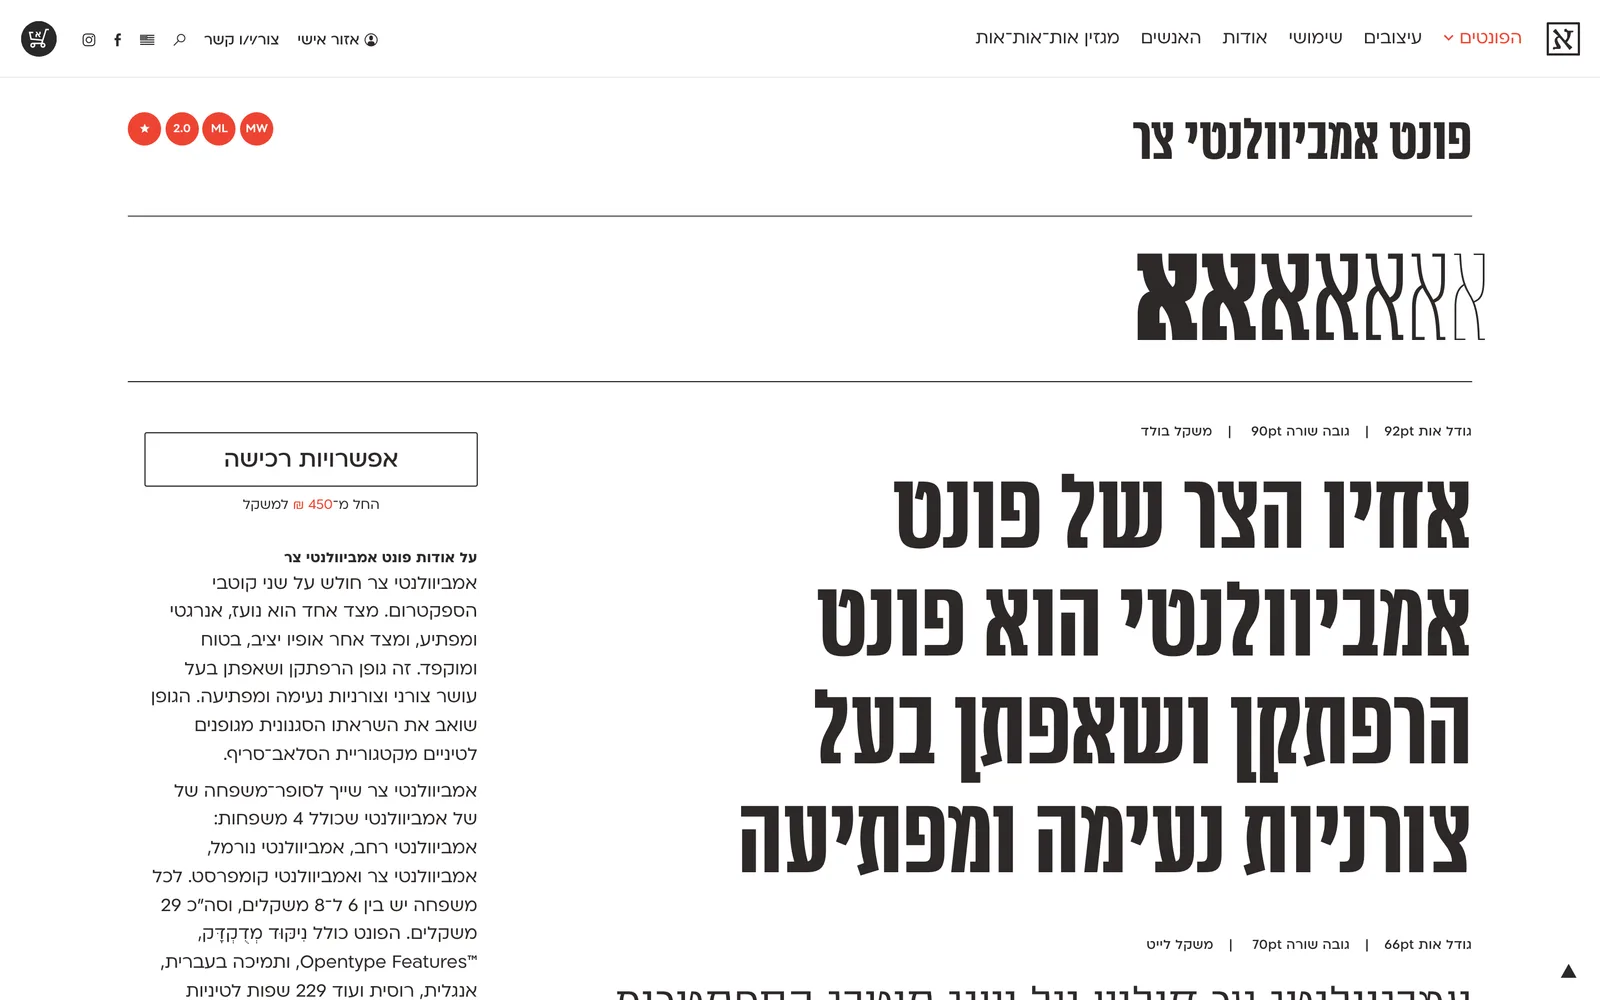 א
הפונטים
עיצובים
שימושי
אודות
האנשים
מגזין אות־אות־אות
אזור אישי
צור/י/ו קשר
פונט אמביוולנטי צר
MW
ML
2.0
אאאאאאא
גודל אות 92pt | גובה שורה 90pt | משקל בולד
אחיו הצר של פונט
אמביוולנטי הוא פונט
הרפתקן ושאפתן בעל
צורניות נעימה ומפתיעה
אפשרויות רכישה
החל מ־450 ₪ למשקל
על אודות פונט אמביוולנטי צר
אמביוולנטי צר חולש על שני קוטבי
הספקטרום. מצד אחד הוא נועז, אנרגטי
ומפתיע, ומצד אחר אופיו יציב, בטוח
ומוקפד. זה גופן הרפתקן ושאפתן בעל
עושר צורני וצורניות נעימה ומפתיעה. הגופן
שואב את השראתו הסגנונית מגופנים
לטיניים מקטגוריית הסלאב־סריף.
אמביוולנטי צר שייך לסופר־משפחה של
של אמביוולנטי שכולל 4 משפחות:
אמביוולנטי רחב, אמביוולנטי נורמל,
אמביוולנטי צר ואמביוולנטי קומפרסט. לכל
משפחה יש בין 6 ל־8 משקלים, וסה״כ 29
משקלים. הפונט כולל נִיקּוּד מְדֻקְדָּק,
Opentype Features™, ותמיכה בעברית,
אנגלית, רוסית ועוד 229 שפות לטיניות
גודל אות 66pt | גובה שורה 70pt | משקל לייט